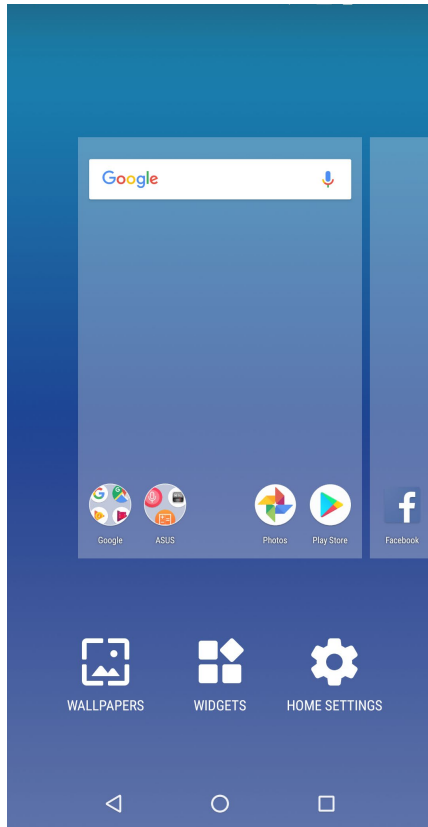 Google
Google
ASUS
Photos
Play Store
Facebook
WALLPAPERS
WIDGETS
HOME SETTINGS